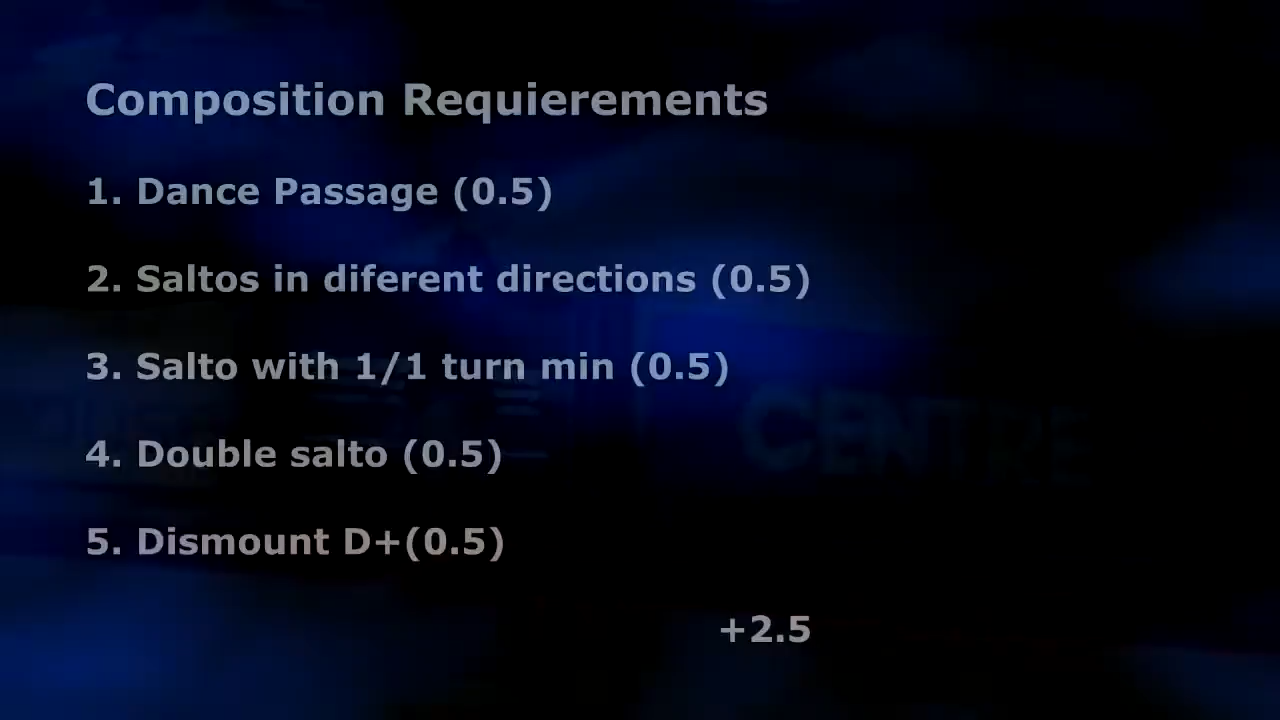 Composition Requierements
1. Dance Passage (0.5)
2. Saltos in diferent directions (0.5)
3. Salto with 1/1 turn min (0.5)
4. Double salto (0.5)
5. Dismount D+(0.5)
+2.5
CENTRE